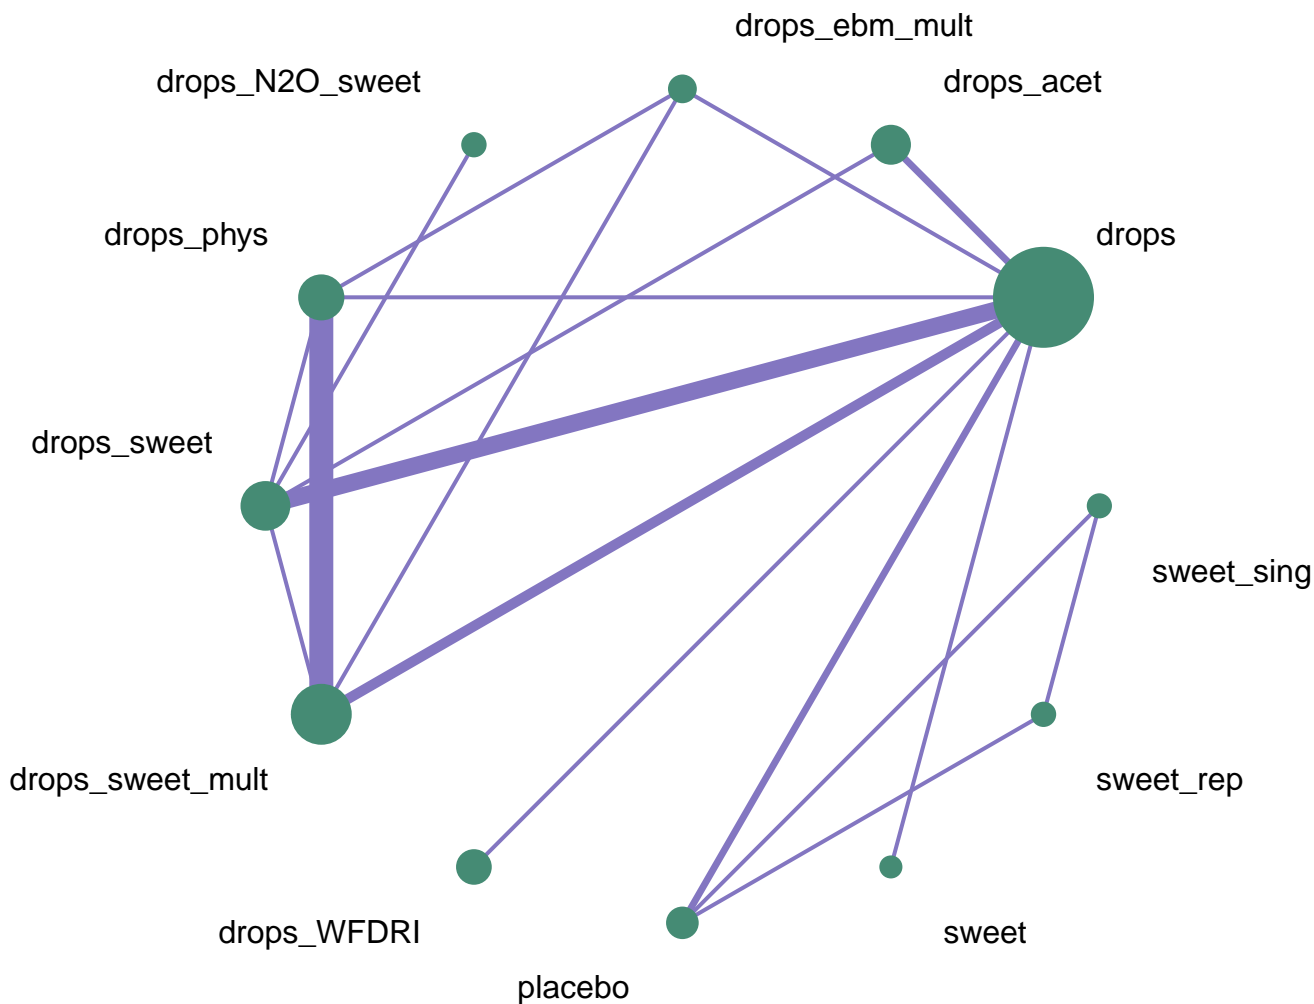 drops_ebm_mult
drops_N2O_sweet
drops_acet
drops_phys
drops
drops_sweet
sweet_sing
drops_sweet_mult
sweet_rep
drops_WFDRI
sweet
placebo